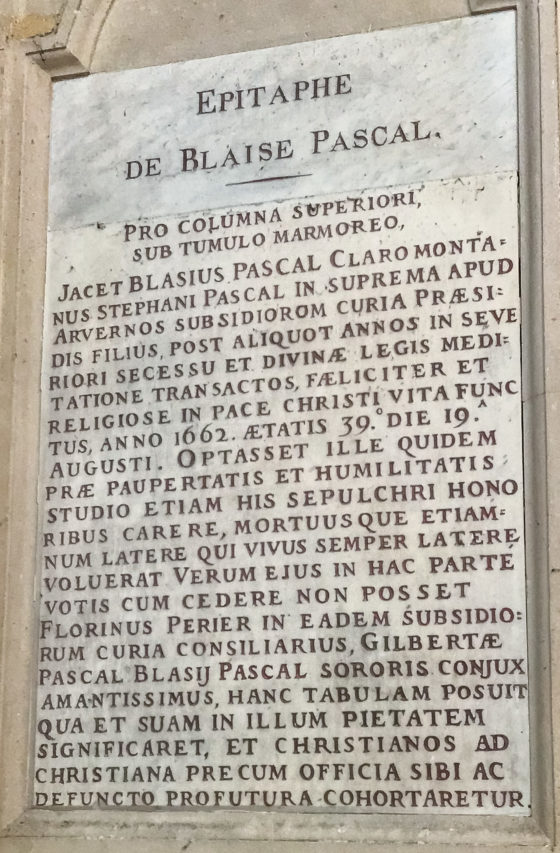 EPITAPHE
DE BLAISE PASCAL.
PRO COLUMNA SUPERIORI,
SUB TUMULO MARMOREO,
JACET BLASIUS PASCAL CLAROMONTA=
NUS STEPHANI PASCAL IN SUPREMA APUD
ARVERNOS SUBSIDIOROM CURIA PRÆSI=
DIS FILIUS, POST ALIQUOT ANNOS IN SEVE
RIORI SECESSU ET DIVINÆ LEGIS MEDI=
TATIONE TRANSACTOS, FÆLICITER ET
RELIGIOSE IN PACE CHRISTI VITA FUNC
TUS, ANNO 1662. ÆTATIS 39.° DIE 19.ᴬ
AUGUSTI. OPTASSET ILLE QUIDEM
PRÆ PAUPERTATIS ET HUMILITATIS
STUDIO ETIAM HIS SEPULCHRI HONO
RIBUS CARERE, MORTUUSQUE ETIAM=
NUM LATERE QUI VIVUS SEMPER LATERE
VOLUERAT. VERUM EJUS IN HAC PARTÉ
VOTIS CUM CEDERE NON POSSET
FLORINUS PERIER IN EADEM SUBSIDIO=
RUM CURIA CONSILIARIUS, GILBERTÆ
PASCAL, BLASIJ PASCAL SORORIS CONJUX
AMANTISSIMUS, HANC TABULAM POSUIT
QUA ET SUAM IN ILLUM PIETATEM
SIGNIFICARET, ET CHRISTIANOS AD
CHRISTIANA PRECUM OFFICIA SIBI AC
DEFUNCTO PROFUTURA COHORTARETUR.